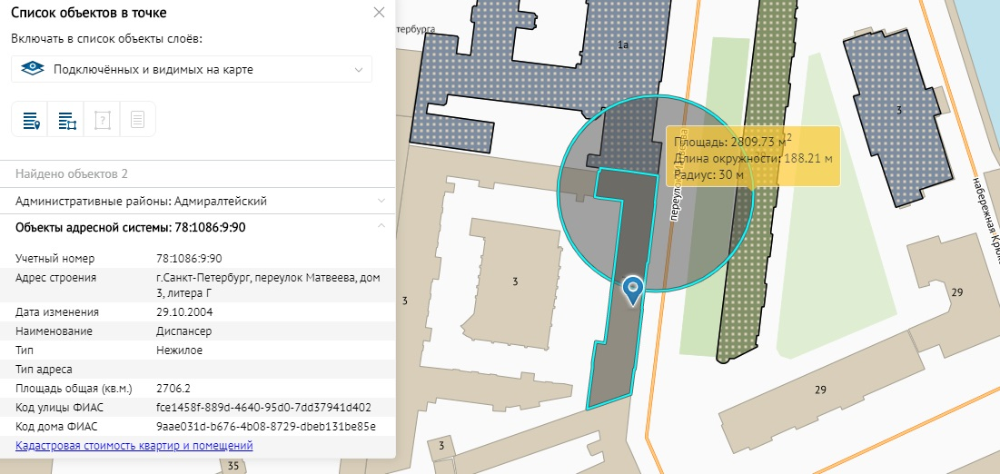 Список объектов в точке
Включать в список объекты слоёв:
Подключённых и видимых на карте
Найдено объектов 2
Административные районы: Адмиралтейский
Объекты адресной системы: 78:1086:9:90
Учетный номер 78:1086:9:90
Адрес строения г.Санкт-Петербург, переулок Матвеева, дом
3, литера Г
Дата изменения 29.10.2004
Наименование Диспансер
Тип Нежилое
Тип адреса
Площадь общая (кв.м.) 2706.2
Код улицы ФИАС fce1458f-889d-4640-95d0-7dd37941d402
Код дома ФИАС 9aae031d-b676-4b08-8729-dbeb131be85e
Кадастровая стоимость квартир и помещений
тербурга
1а
3
Площадь: 2809.73 м²
Длина окружности: 188.21 м
Радиус: 30 м
переулок
набережная Крюк
3
3
29
29
3
35